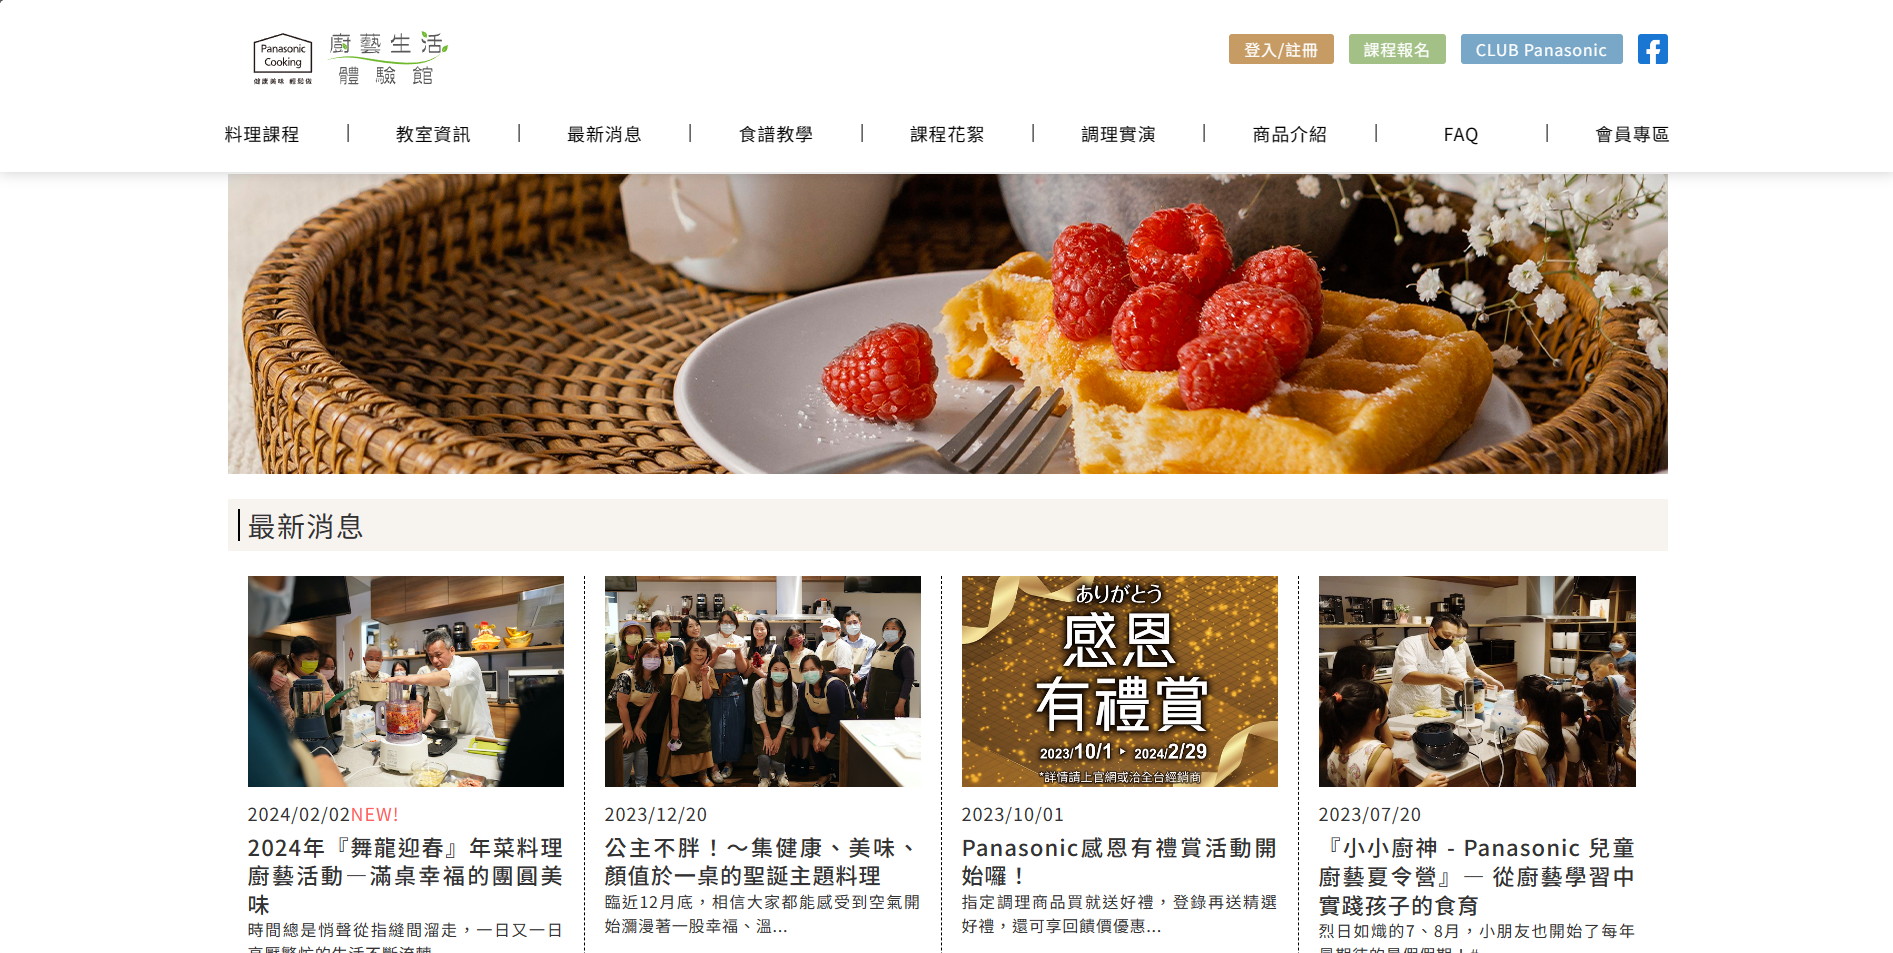 Panasonic
Cooking
健康美味 輕鬆做
廚藝生活
體驗館
登入/註冊
課程報名
CLUB Panasonic
料理課程
教室資訊
最新消息
食譜教學
課程花絮
調理實演
商品介紹
FAQ
會員專區
最新消息
2024/02/02NEW!
2024年『舞龍迎春』年菜料理
廚藝活動—滿桌幸福的團圓美
味
時間總是悄聲從指縫間溜走，一日又一日
2023/12/20
公主不胖！～集健康、美味、
顏值於一桌的聖誕主題料理
臨近12月底，相信大家都能感受到空氣開
始瀰漫著一股幸福、溫...
ありがとう
感恩
有禮賞
2023/10/1 ▸ 2024/2/29
*詳情請上官網或洽全台經銷商
2023/10/01
Panasonic感恩有禮賞活動開
始囉！
指定調理商品買就送好禮，登錄再送精選
好禮，還可享回饋價優惠...
2023/07/20
『小小廚神 - Panasonic 兒童
廚藝夏令營』— 從廚藝學習中
實踐孩子的食育
烈日如熾的7、8月，小朋友也開始了每年